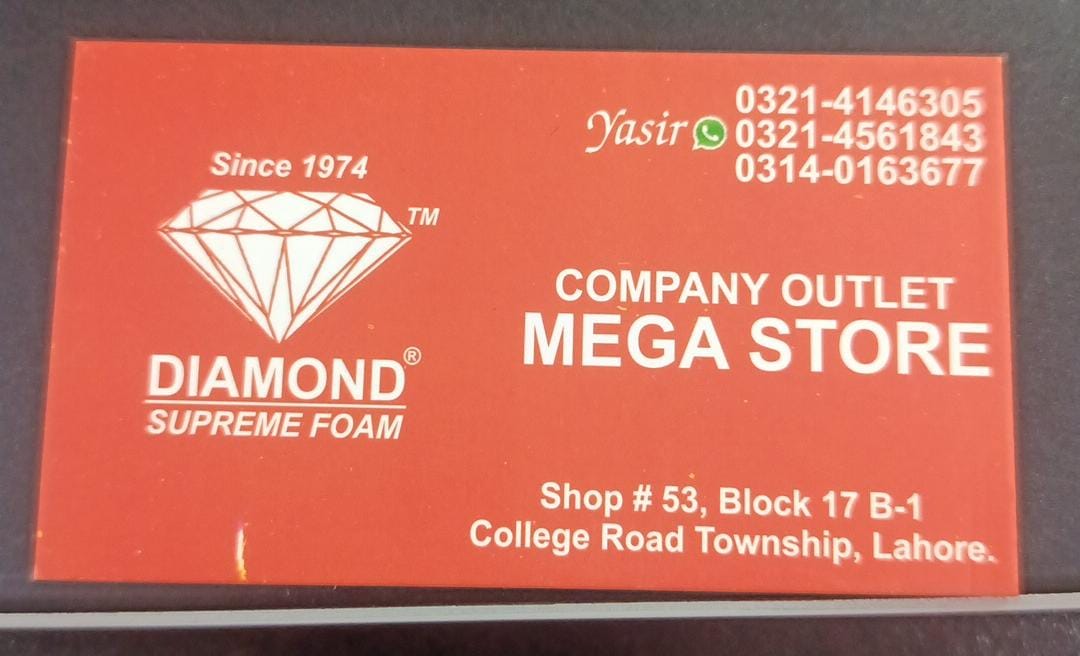 Since 1974
TM
DIAMOND®
SUPREME FOAM
0321-4146305
Yasir 0321-4561843
0314-0163677
COMPANY OUTLET
MEGA STORE
Shop # 53, Block 17 B-1
College Road Township, Lahore.